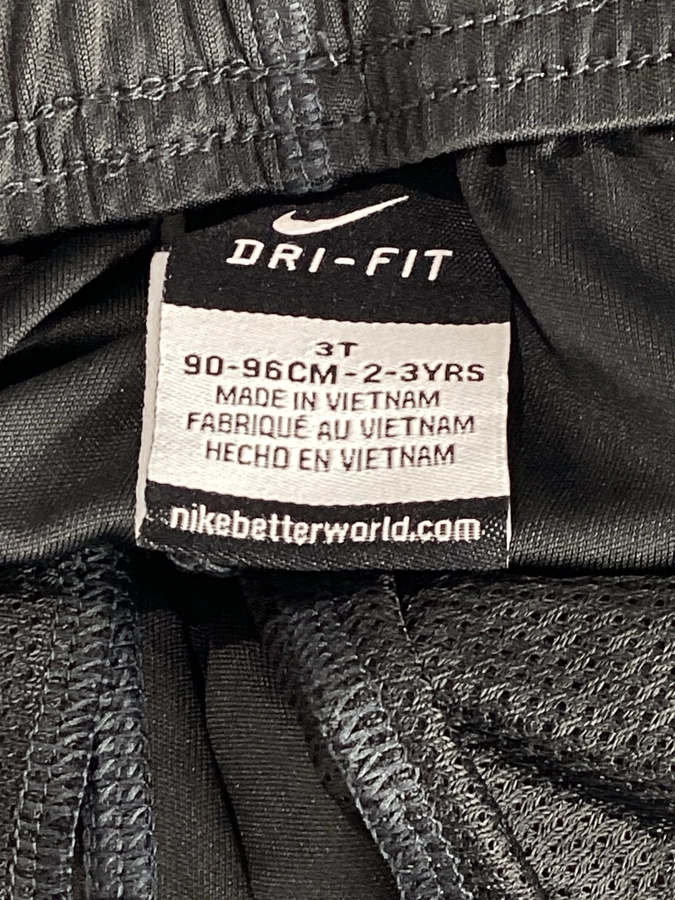 DRI-FIT
3T
90-96CM-2-3YRS
MADE IN VIETNAM
FABRIQUÉ AU VIETNAM
HECHO EN VIETNAM
nikebetterworld.com